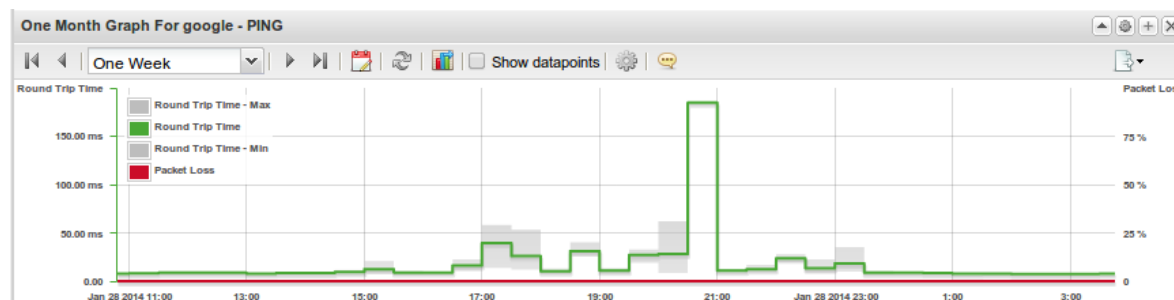 One Month Graph For google - PING
One Week
Show datapoints
Round Trip Time
Packet Los
Round Trip Time - Max
Round Trip Time
Round Trip Time - Min
Packet Loss
150.00 ms
75 %
100.00 ms
50 %
50.00 ms
25 %
0.00
0
Jan 28 2014 11:00 13:00 15:00 17:00 19:00 21:00 Jan 28 2014 23:00 1:00 3:00